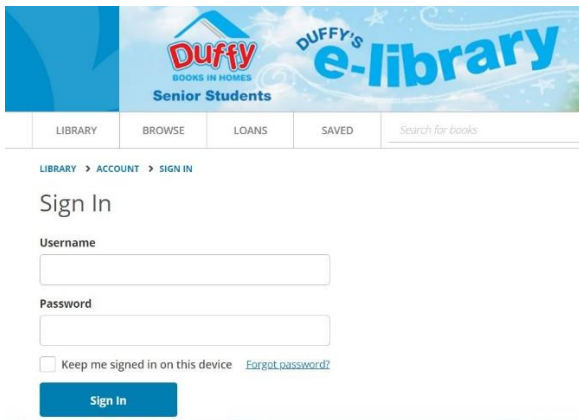 Duffy
BOOKS IN HOMES
Senior Students
DUFFY'S
e-library
LIBRARY BROWSE LOANS SAVED Search for books
LIBRARY > ACCOUNT > SIGN IN
Sign In
Username
Password
Keep me signed in on this device Forgot password?
Sign In